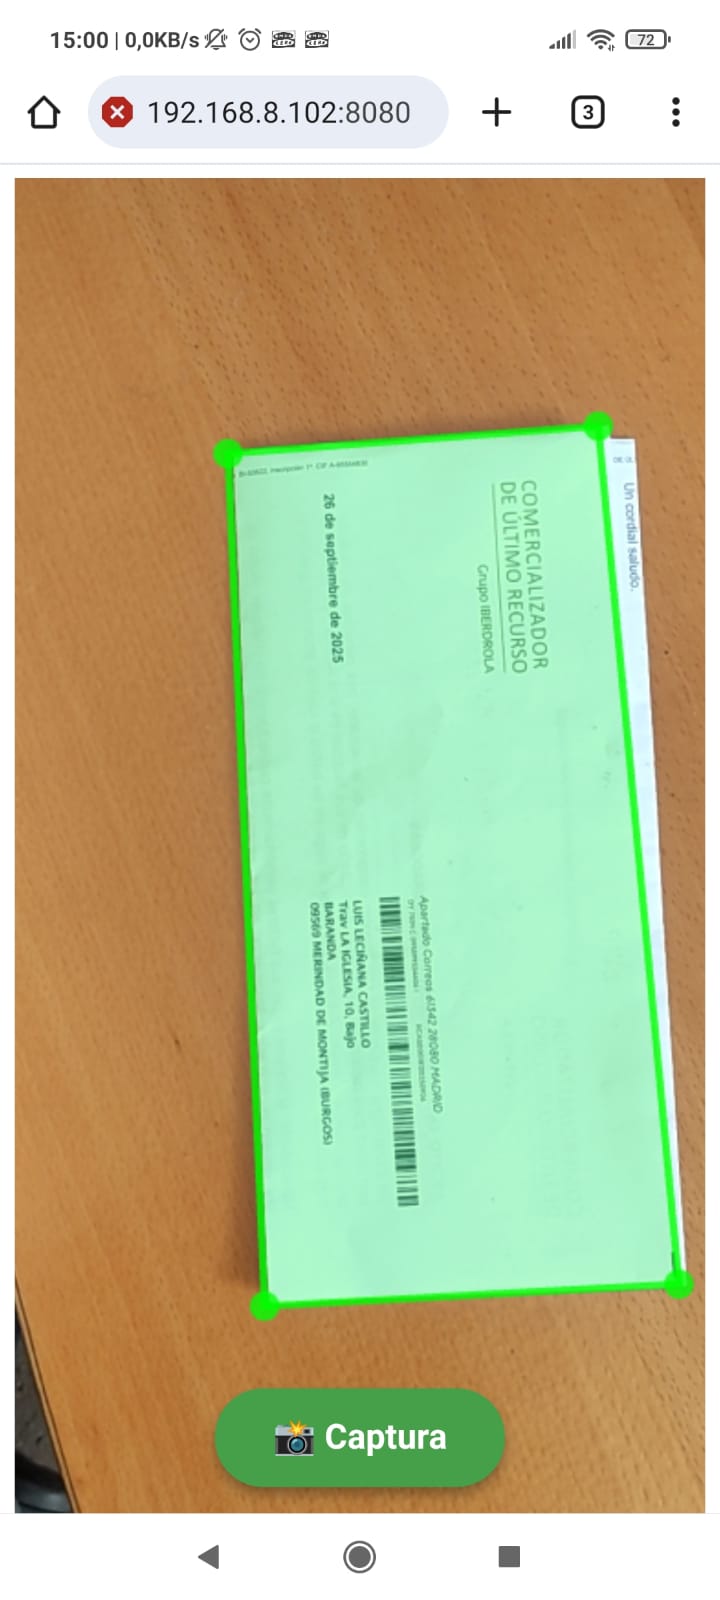 15:00 | 0,0KB/s
72
192.168.8.102:8080
3
Un cordial saludo.
COMERCIALIZADOR
DE ÚLTIMO RECURSO
Grupo IBERDROLA
26 de septiembre de 2025
Apartado Correos 61342 28080 MADRID
LUIS LECIÑANA CASTILLO
Trav LA IGLESIA, 10, Bajo
BARANDA
09569 MERINDAD DE MONTIJA (BURGOS)
Captura